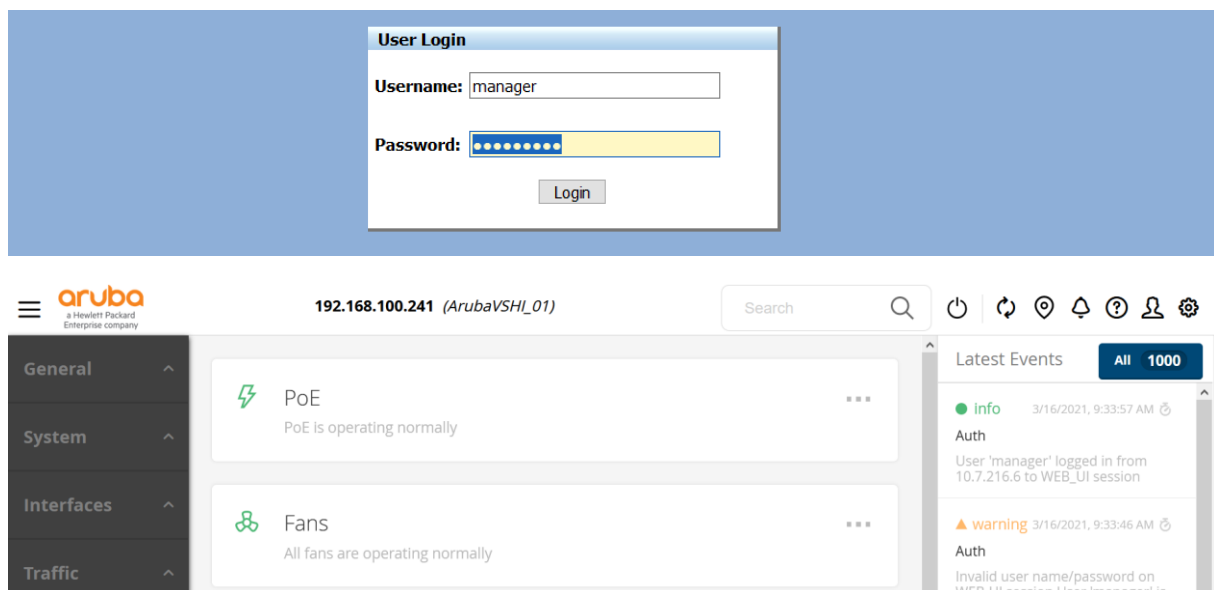 User Login
Username: manager
Password:
Login
aruba
a Hewlett Packard
Enterprise company
192.168.100.241 (ArubaVSHI_01)
Search
General
System
Interfaces
Traffic
PoE
PoE is operating normally
Fans
All fans are operating normally
Latest Events
All 1000
info 3/16/2021, 9:33:57 AM
Auth
User 'manager' logged in from
10.7.216.6 to WEB_UI session
warning 3/16/2021, 9:33:46 AM
Auth
Invalid user name/password on